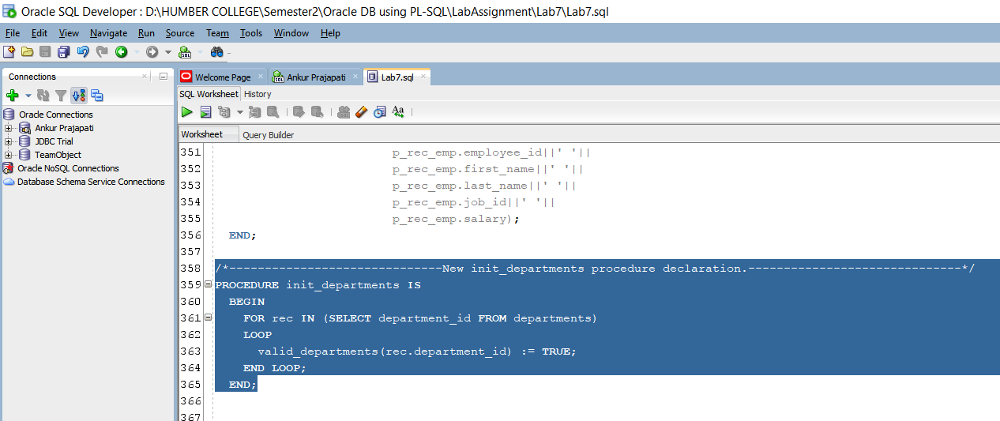 Oracle SQL Developer : D:\HUMBER COLLEGE\Semester2\Oracle DB using PL-SQL\LabAssignment\Lab7\Lab7.sql
File Edit View Navigate Run Source Team Tools Window Help
Connections
Oracle Connections
Ankur Prajapati
JDBC Trial
TeamObject
Oracle NoSQL Connections
Database Schema Service Connections
Welcome Page Ankur Prajapati Lab7.sql
SQL Worksheet History
Worksheet Query Builder
351 p_rec_emp.employee_id||' '||
352 p_rec_emp.first_name||' '||
353 p_rec_emp.last_name||' '||
354 p_rec_emp.job_id||' '||
355 p_rec_emp.salary);
356 END;
357
358 /*------------------------------New init_departments procedure declaration.------------------------------*/
359 PROCEDURE init_departments IS
360 BEGIN
361 FOR rec IN (SELECT department_id FROM departments)
362 LOOP
363 valid_departments(rec.department_id) := TRUE;
364 END LOOP;
365 END;
366
367